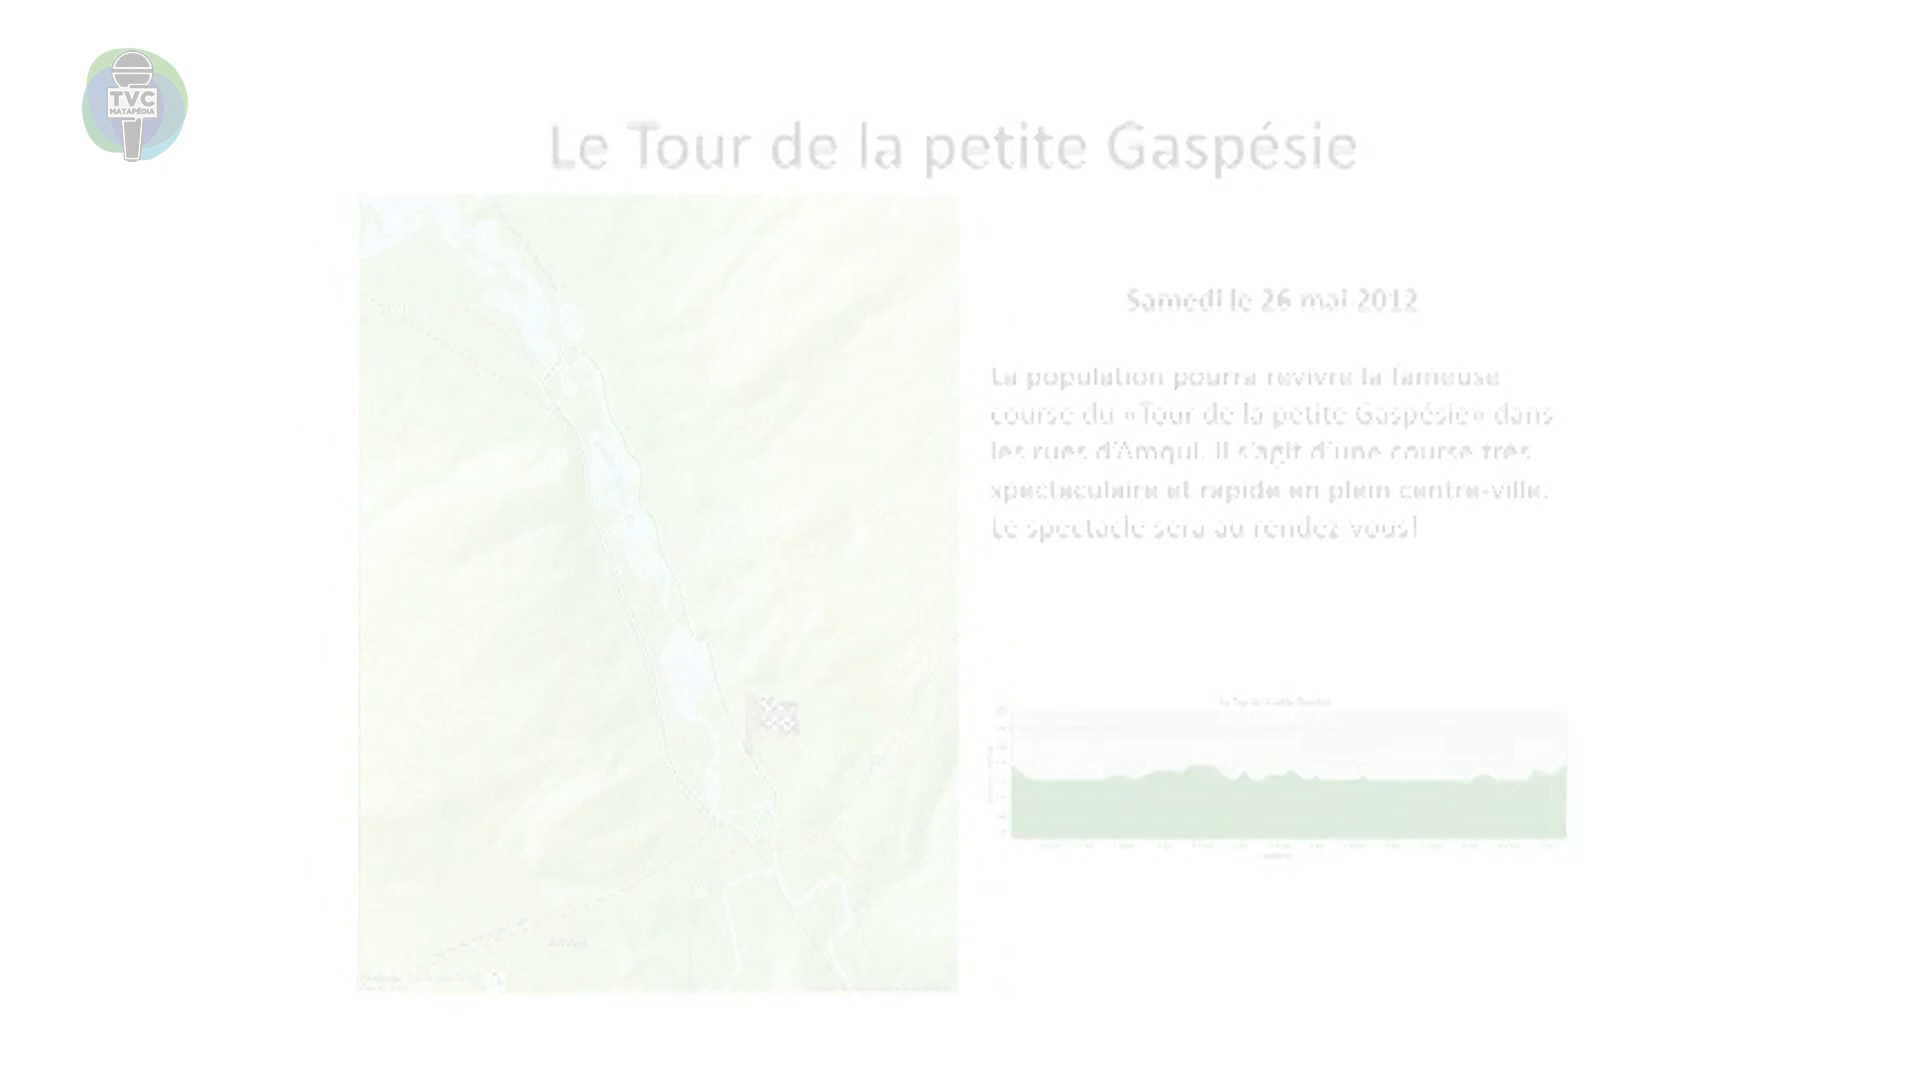 TVC
MATAPÉDIA
Le Tour de la petite Gaspésie
Samedi le 26 mai 2012
La population pourra revivre la fameuse
course du «Tour de la petite Gaspésie» dans
les rues d'Amqui. Il s'agit d'une course très
spectaculaire et rapide en plein centre-ville.
Le spectacle sera au rendez-vous!